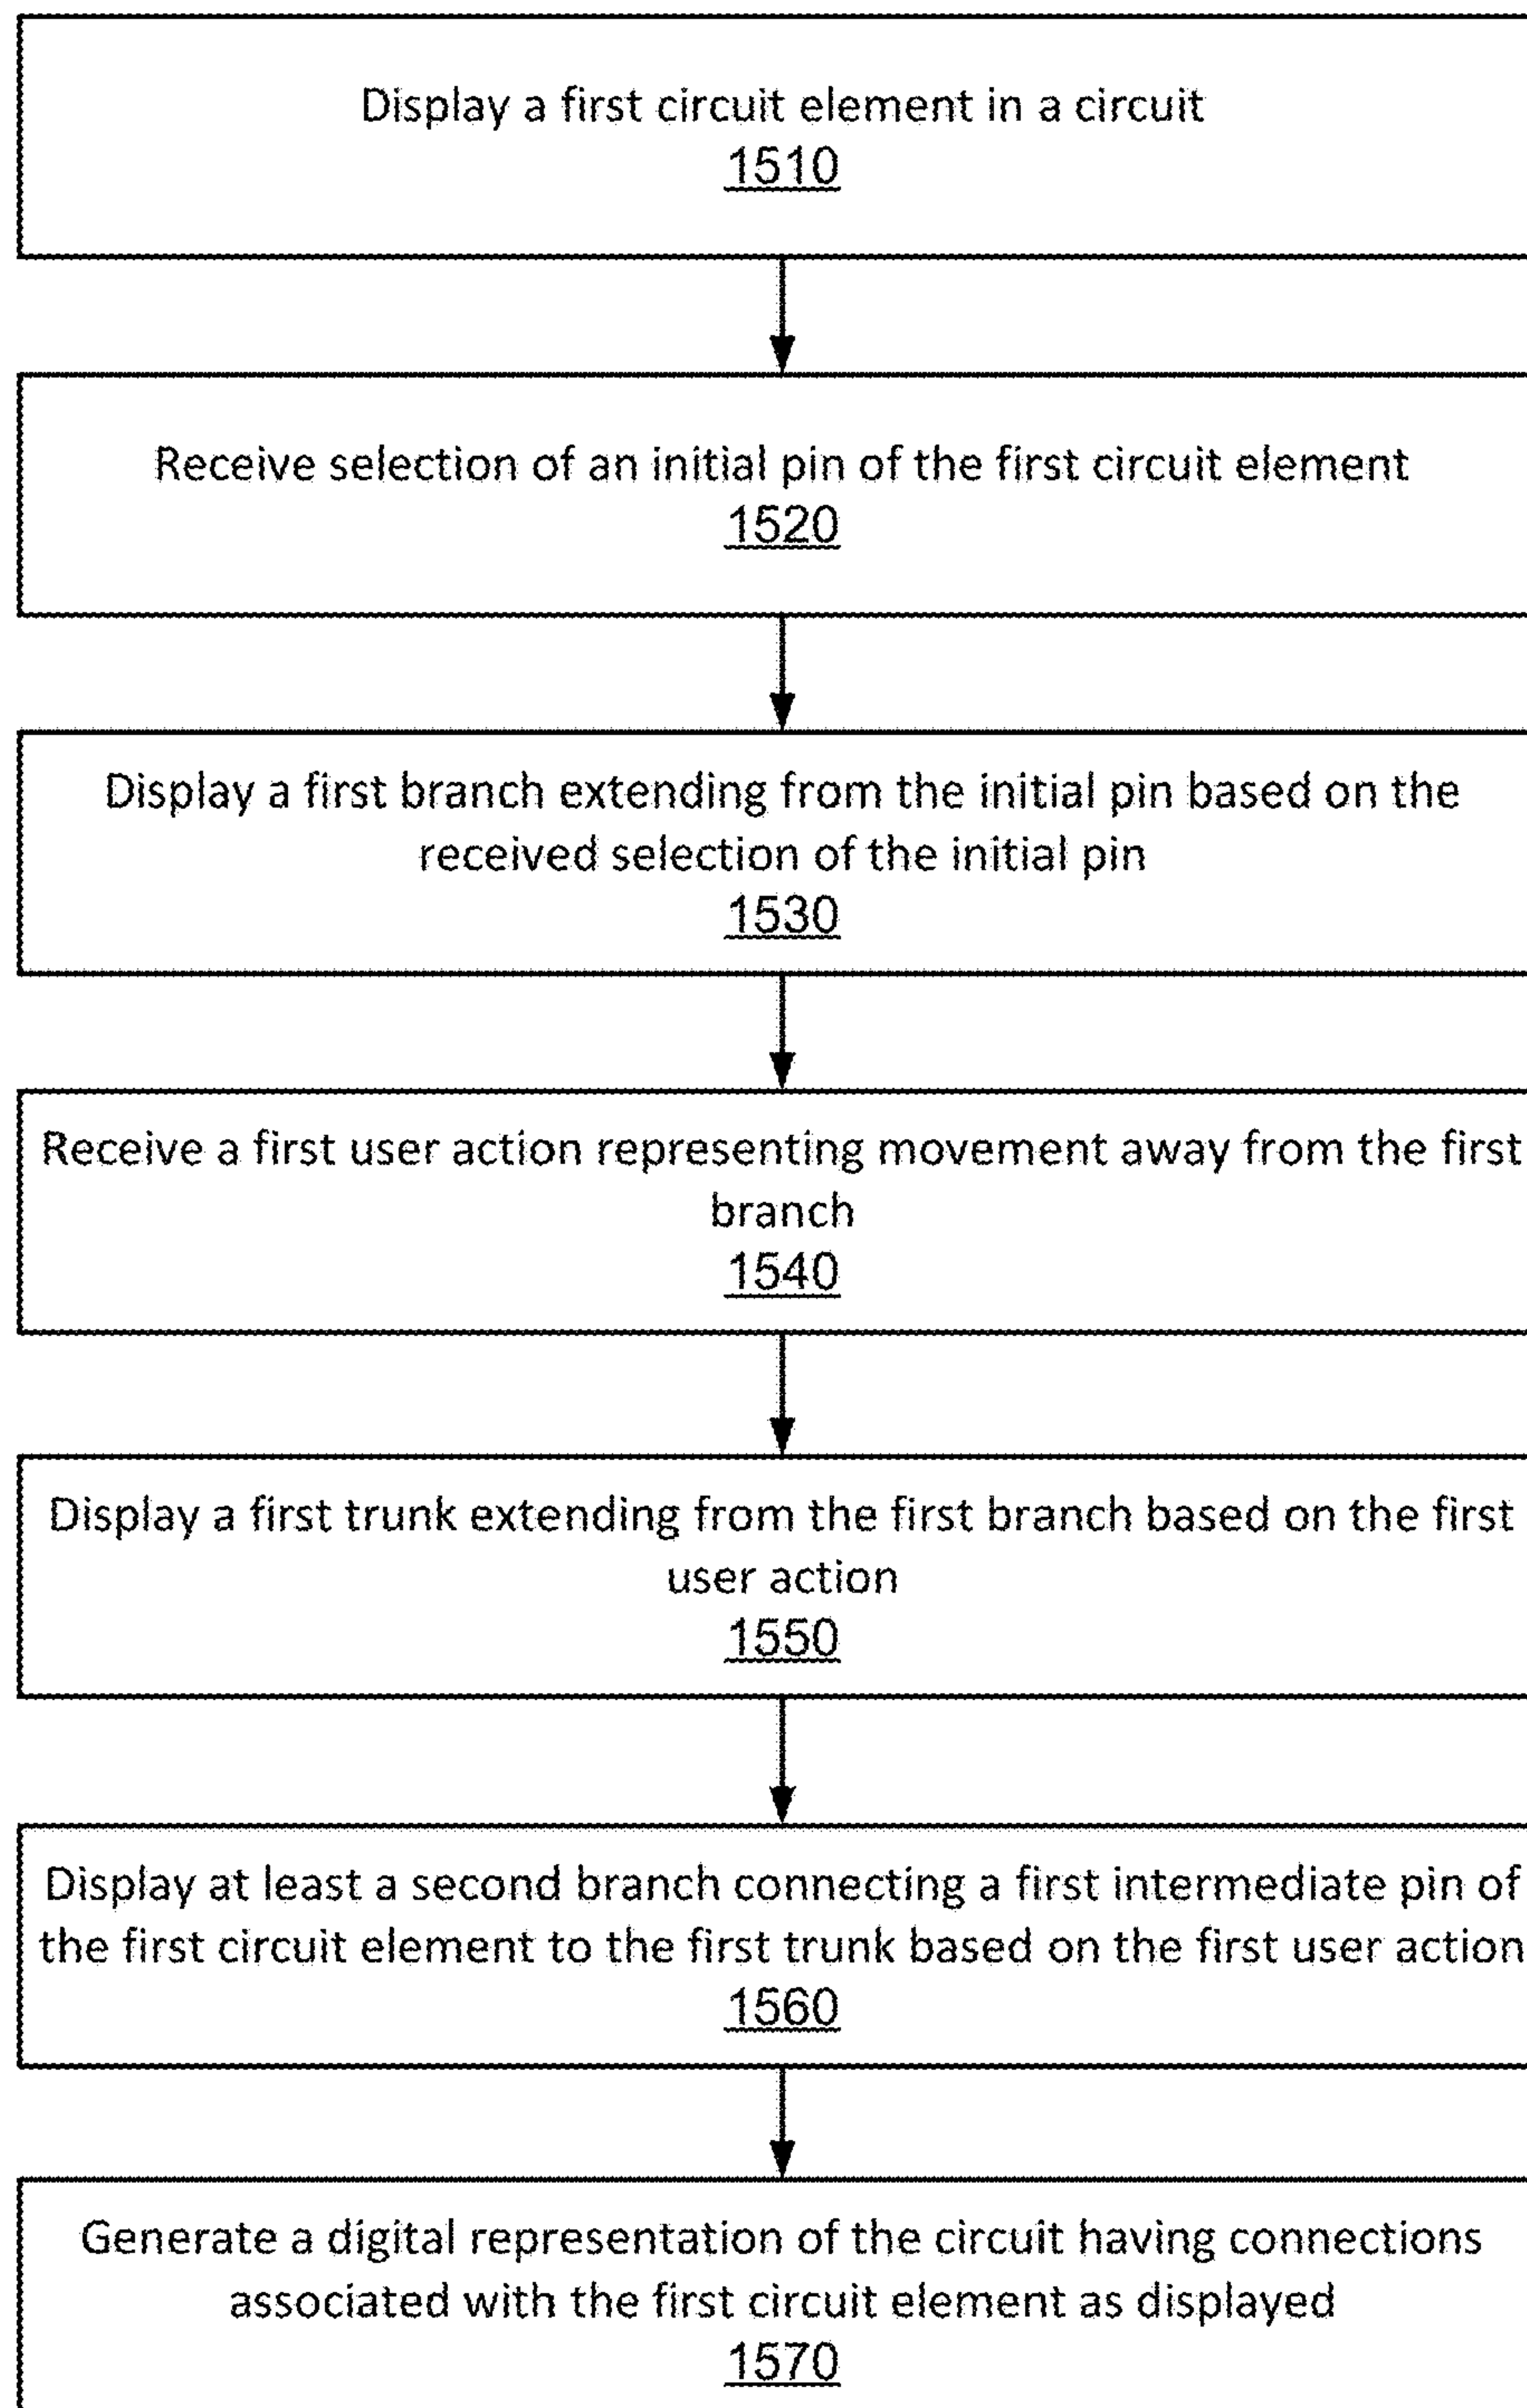 Display a first circuit element in a circuit
1510
Receive selection of an initial pin of the first circuit element
1520
Display a first branch extending from the initial pin based on the
received selection of the initial pin
1530
Receive a first user action representing movement away from the first
branch
1540
Display a first trunk extending from the first branch based on the first
user action
1550
Display at least a second branch connecting a first intermediate pin of
the first circuit element to the first trunk based on the first user action
1560
Generate a digital representation of the circuit having connections
associated with the first circuit element as displayed
1570